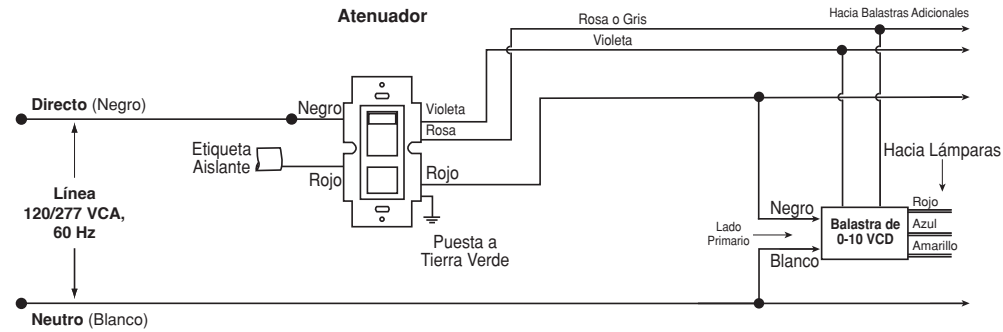 Atenuador
Rosa o Gris
Hacia Balastras Adicionales
Violeta
Directo (Negro)
Negro
Violeta
Rosa
Etiqueta
Aislante
Rojo
Rojo
Hacia Lámparas
Línea
120/277 VCA,
60 Hz
Puesta a
Tierra Verde
Lado
Primario
Negro
Blanco
Balastra de
0-10 VCD
Rojo
Azul
Amarillo
Neutro (Blanco)